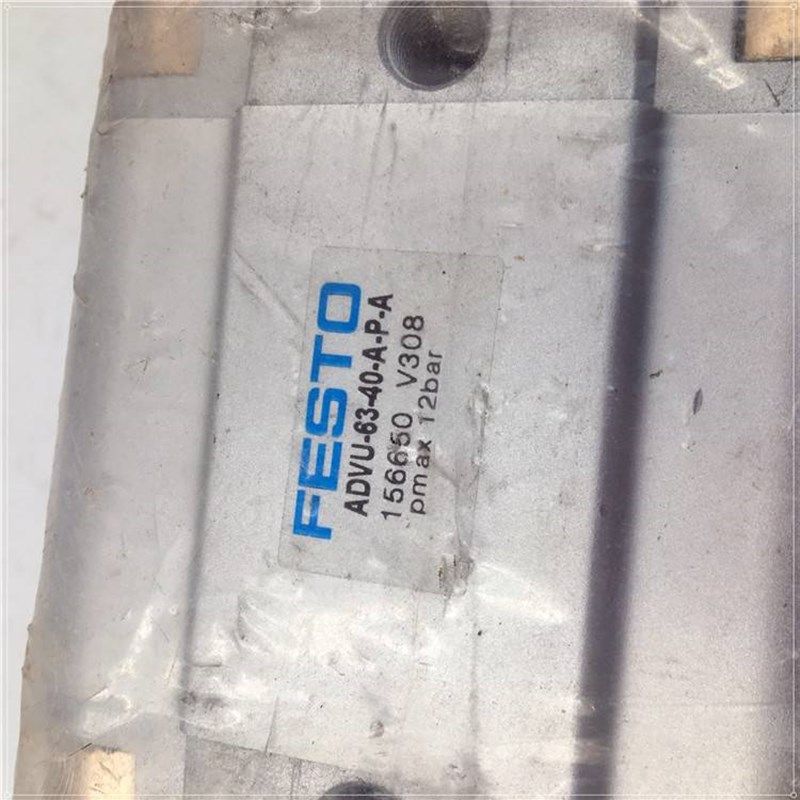 FESTO
ADVU-63-40-A-P-A
156650 V308
pmax 12bar